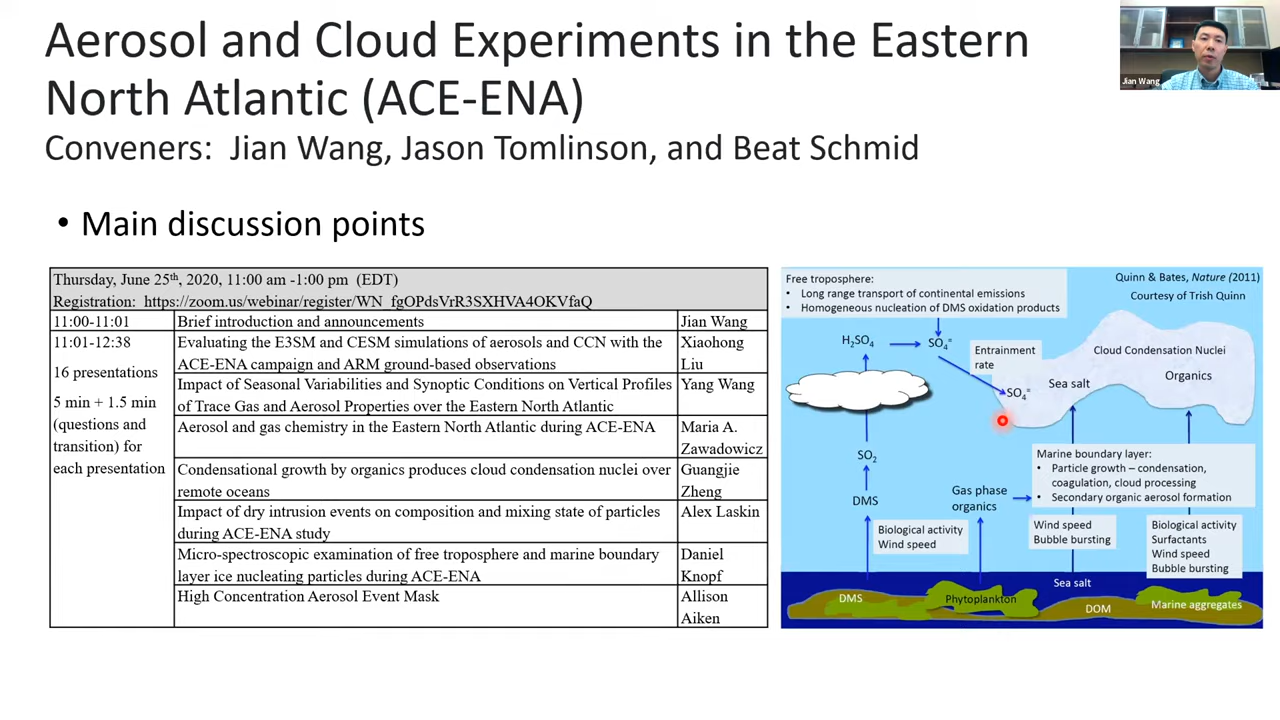 Aerosol and Cloud Experiments in the Eastern
North Atlantic (ACE-ENA)
Conveners: Jian Wang, Jason Tomlinson, and Beat Schmid
Jian Wang
• Main discussion points
Thursday, June 25th, 2020, 11:00 am -1:00 pm (EDT)
Registration: https://zoom.us/webinar/register/WN_fgOPdsVrR3SXHVA4OKVfaQ
11:00-11:01 Brief introduction and announcements Jian Wang
11:01-12:38
16 presentations
5 min + 1.5 min
(questions and
transition) for
each presentation
Evaluating the E3SM and CESM simulations of aerosols and CCN with the
ACE-ENA campaign and ARM ground-based observations
Xiaohong
Liu
Impact of Seasonal Variabilities and Synoptic Conditions on Vertical Profiles
of Trace Gas and Aerosol Properties over the Eastern North Atlantic
Yang Wang
Aerosol and gas chemistry in the Eastern North Atlantic during ACE-ENA
Maria A.
Zawadowicz
Condensational growth by organics produces cloud condensation nuclei over
remote oceans
Guangjie
Zheng
Impact of dry intrusion events on composition and mixing state of particles
during ACE-ENA study
Alex Laskin
Micro-spectroscopic examination of free troposphere and marine boundary
layer ice nucleating particles during ACE-ENA
Daniel
Knopf
High Concentration Aerosol Event Mask
Allison
Aiken
Free troposphere:
• Long range transport of continental emissions
• Homogeneous nucleation of DMS oxidation products
Quinn & Bates, Nature (2011)
Courtesy of Trish Quinn
H₂SO₄
SO₄⁼
Entrainment
rate
Cloud Condensation Nuclei
Sea salt
Organics
SO₄⁼
SO₂
Marine boundary layer:
• Particle growth – condensation,
coagulation, cloud processing
• Secondary organic aerosol formation
DMS
Gas phase
organics
Biological activity
Wind speed
Wind speed
Bubble bursting
Biological activity
Surfactants
Wind speed
Bubble bursting
Sea salt
DMS
Phytoplankton
DOM
Marine aggregates